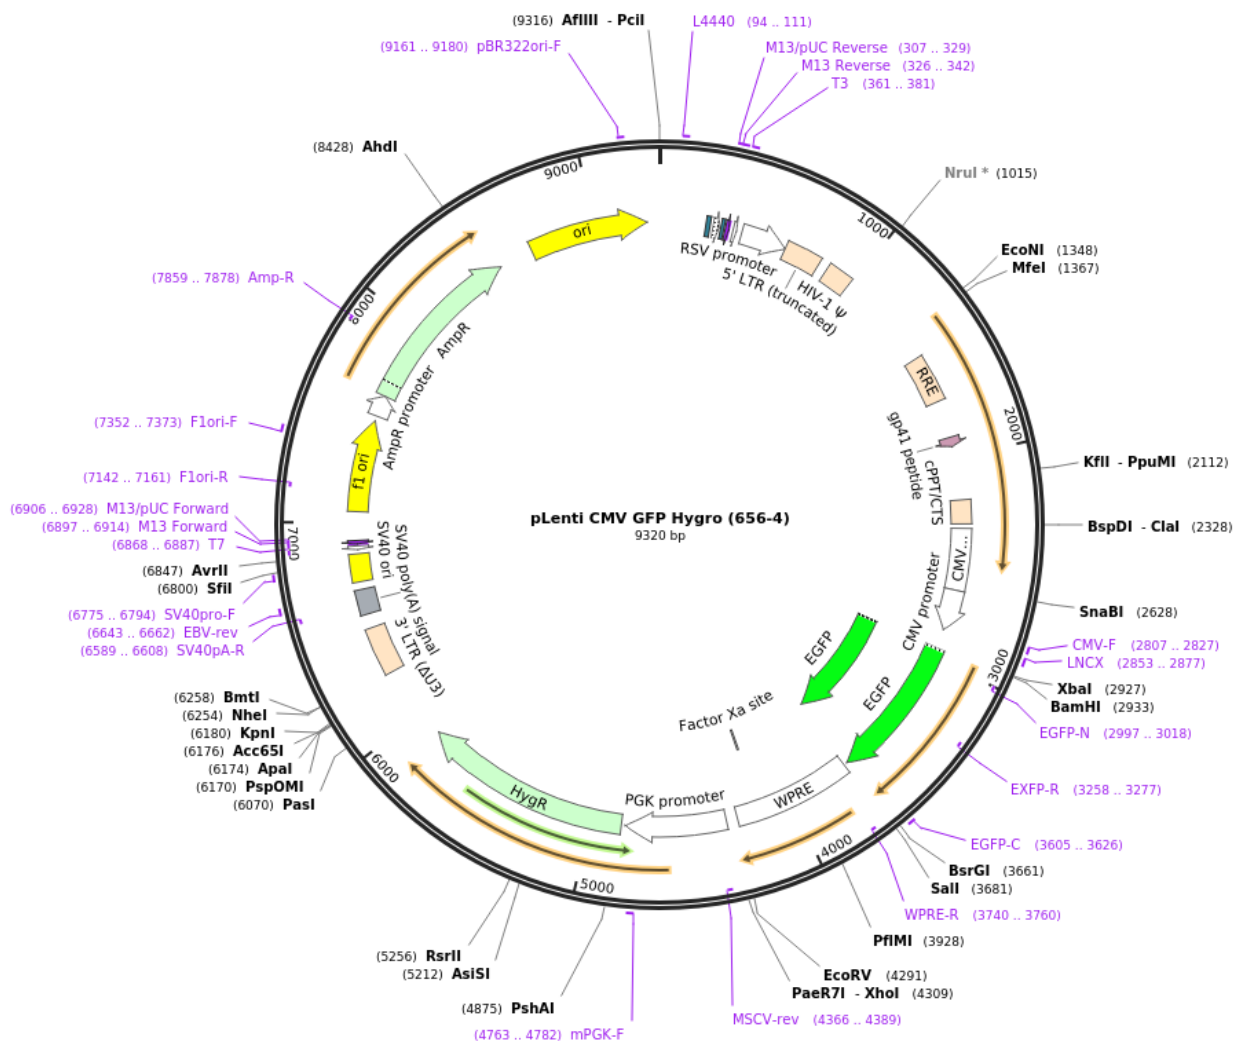 (9316) AflIII - PciI
L4440 (94 .. 111)
(9161 .. 9180) pBR322ori-F
M13/pUC Reverse (307 .. 329)
M13 Reverse (326 .. 342)
T3 (361 .. 381)
(8428) AhdI
NruI * (1015)
9000
1000
ori
EcoNI (1348)
MfeI (1367)
RSV promoter
5' LTR (truncated)
HIV-1 Ψ
(7859 .. 7878) Amp-R
8000
AmpR
AmpR promoter
RRE
2000
gp41 peptide
cPPT/CTS
(7352 .. 7373) F1ori-F
KflI - PpuMI (2112)
f1 ori
(7142 .. 7161) F1ori-R
(6906 .. 6928) M13/pUC Forward
(6897 .. 6914) M13 Forward
(6868 .. 6887) T7
7000
pLenti CMV GFP Hygro (656-4)
9320 bp
BspDI - ClaI (2328)
(6847) AvrII
(6800) SfiI
SV40 ori
SV40 poly(A) signal
CMV...
CMV promoter
(6775 .. 6794) SV40pro-F
(6643 .. 6662) EBV-rev
(6589 .. 6608) SV40pA-R
3' LTR (ΔU3)
SnaBI (2628)
CMV-F (2807 .. 2827)
LNCX (2853 .. 2877)
3000
EGFP
EGFP
XbaI (2927)
BamHI (2933)
EGFP-N (2997 .. 3018)
(6258) BmtI
(6254) NheI
(6180) KpnI
(6176) Acc65I
(6174) ApaI
(6170) PspOMI
(6070) PasI
Factor Xa site
6000
HygR
PGK promoter
WPRE
EXFP-R (3258 .. 3277)
4000
5000
EGFP-C (3605 .. 3626)
BsrGI (3661)
SalI (3681)
WPRE-R (3740 .. 3760)
PflMI (3928)
(5256) RsrII
(5212) AsiSI
(4875) PshAI
(4763 .. 4782) mPGK-F
EcoRV (4291)
PaeR7I - XhoI (4309)
MSCV-rev (4366 .. 4389)